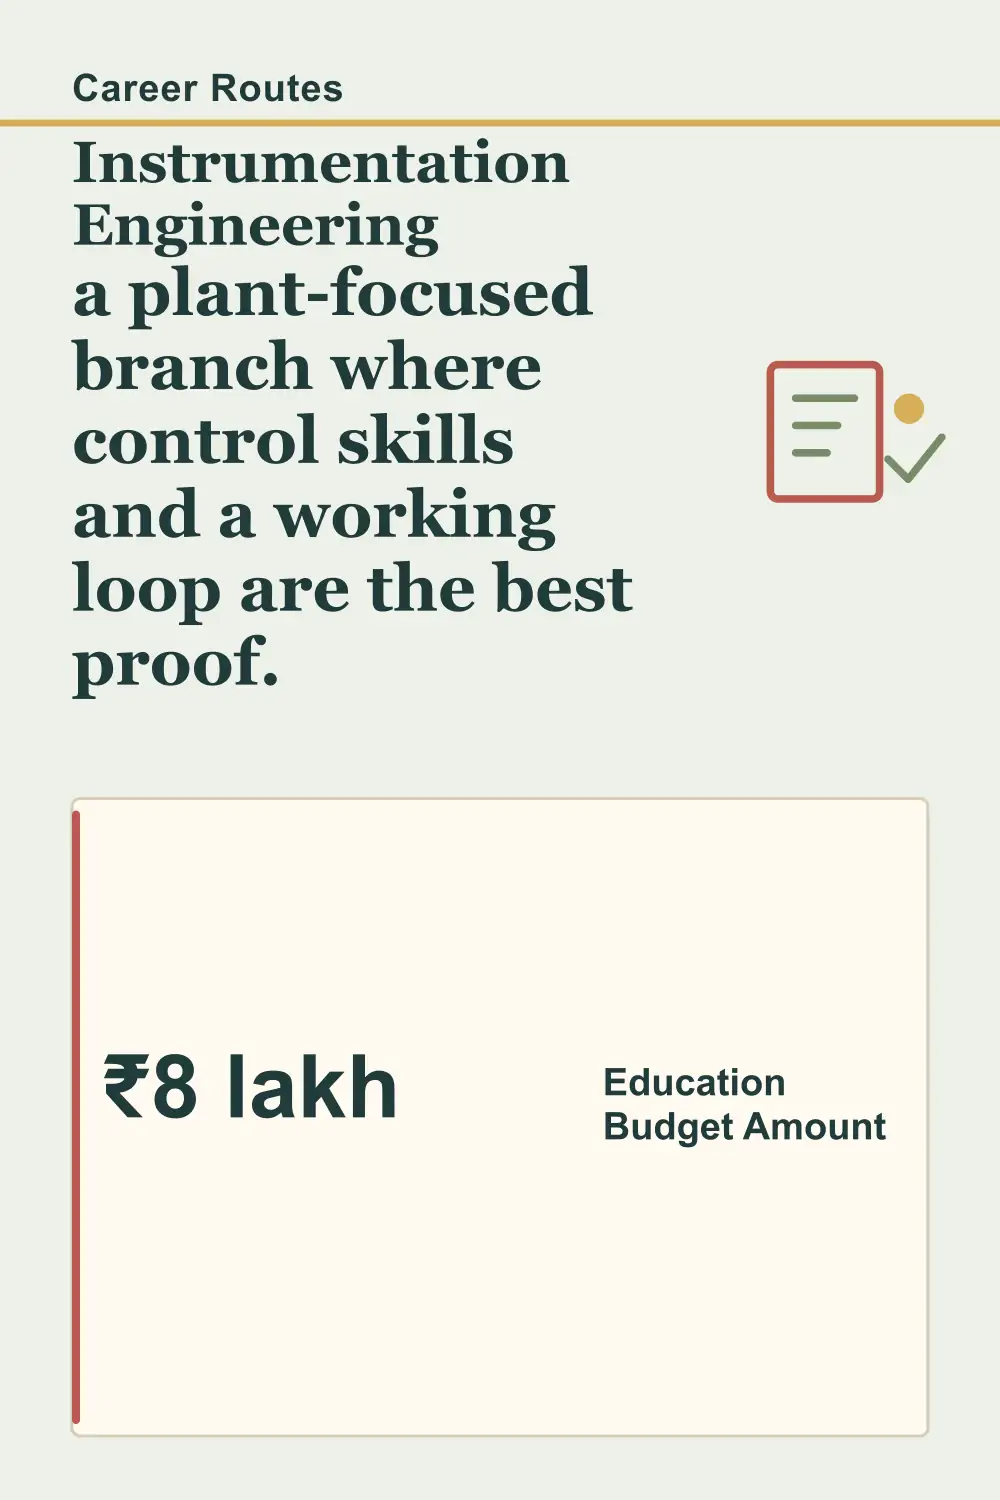 Career Routes
Instrumentation
Engineering
a plant-focused
branch where
control skills
and a working
loop are the best
proof.
₹8 lakh
Education
Budget Amount